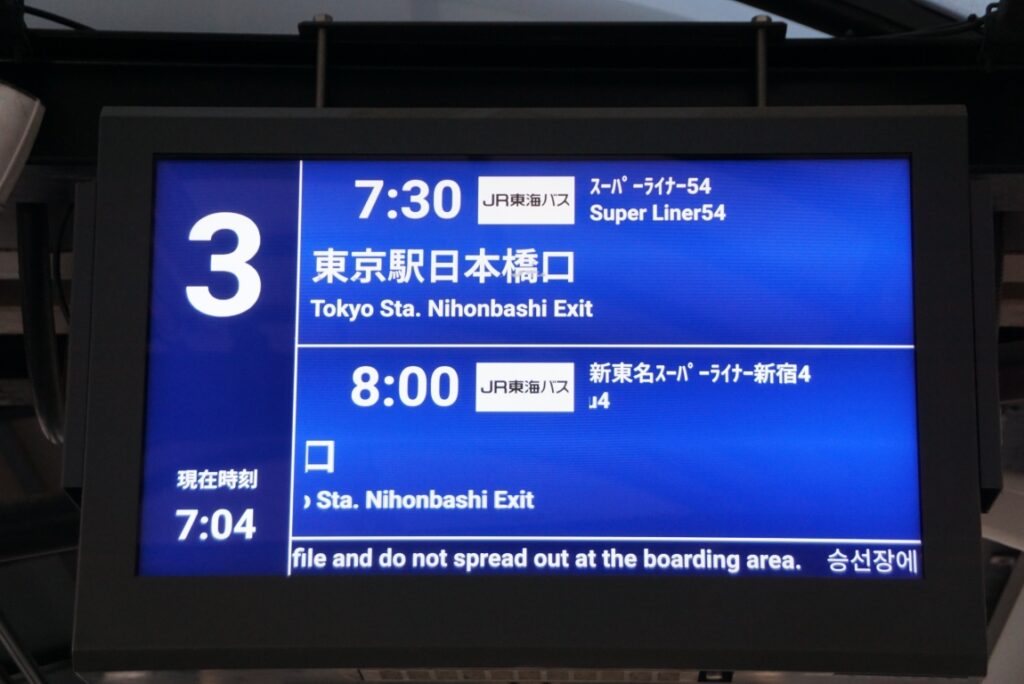 3
7:30 JR東海バス スーパーライナー54
Super Liner54
東京駅日本橋口
Tokyo Sta. Nihonbashi Exit
8:00 JR東海バス 新東名スーパーライナー新宿4
u4
口
o Sta. Nihonbashi Exit
現在時刻
7:04
file and do not spread out at the boarding area. 승선장에